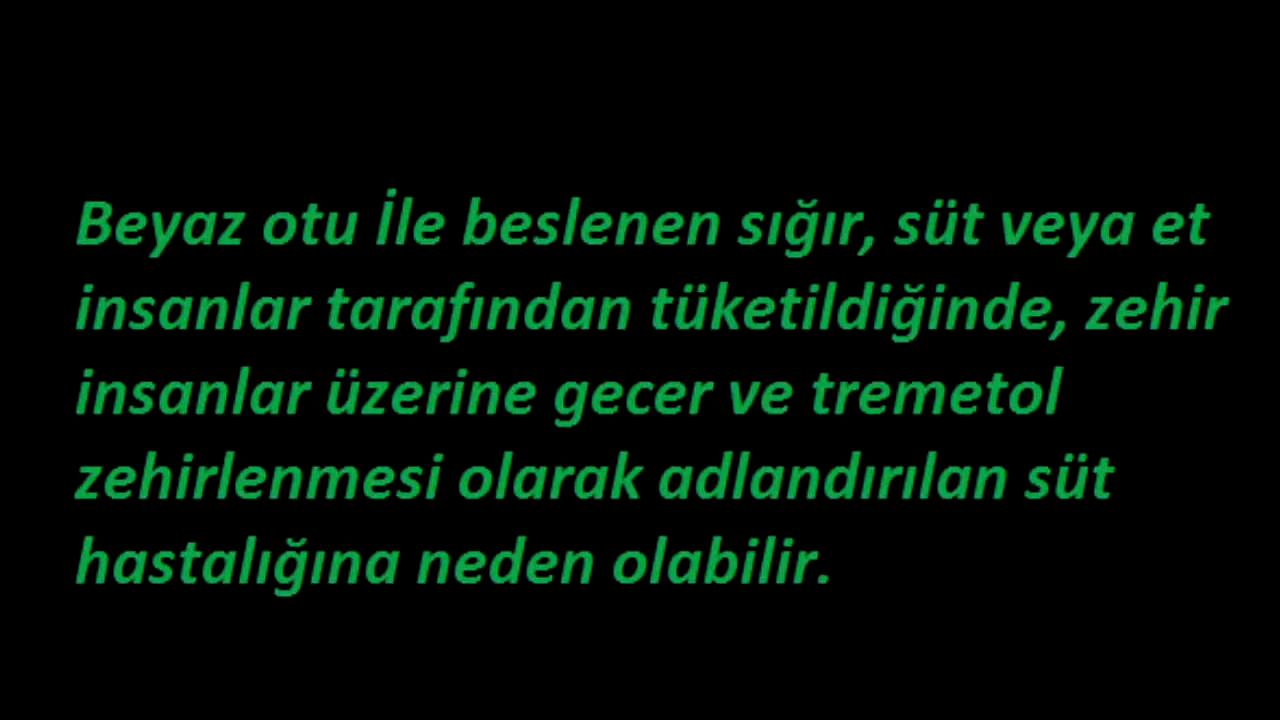 Beyaz otu İle beslenen sığır, süt veya et
insanlar tarafından tüketildiğinde, zehir
insanlar üzerine gecer ve tremetol
zehirlenmesi olarak adlandırılan süt
hastalığına neden olabilir.